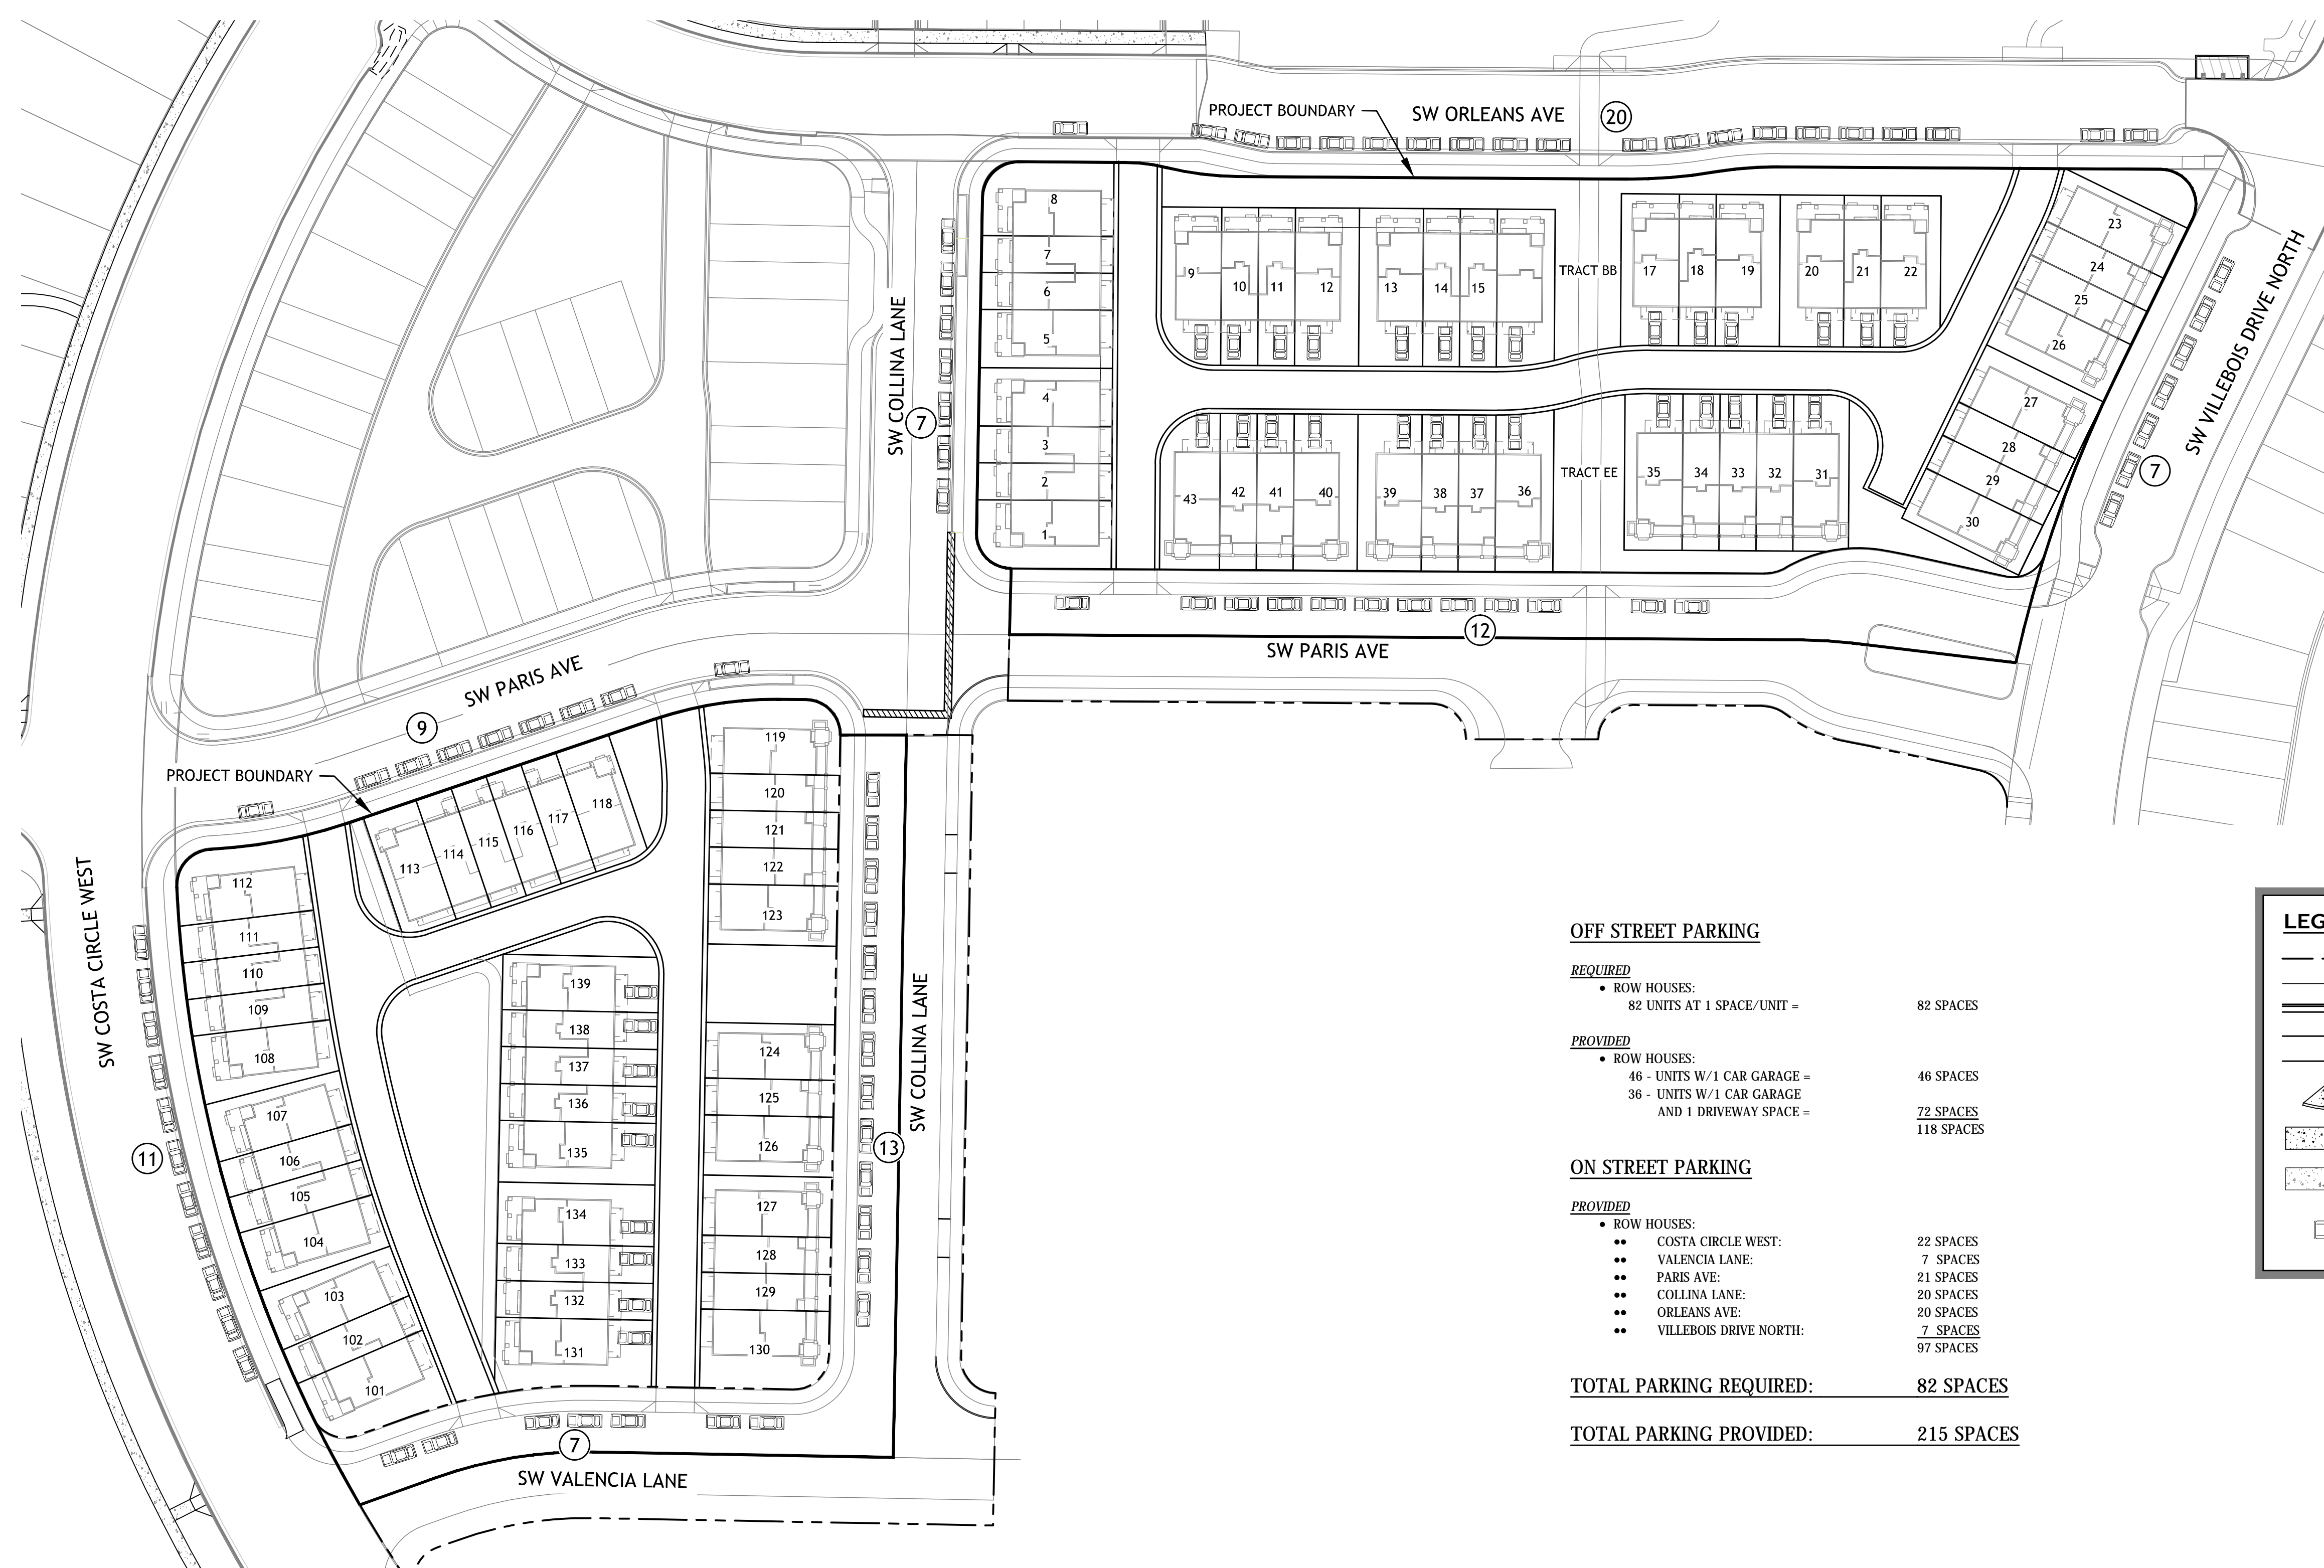 PROJECT BOUNDARY
SW ORLEANS AVE
20
8
7
6
5
4
3
2
1
SW COLLINA LANE
7
9
10
11
12
13
14
15
TRACT BB
17
18
19
20
21
22
23
24
25
26
27
28
29
30
SW VILLEBOIS DRIVE NORTH
7
43
42
41
40
39
38
37
36
TRACT EE
35
34
33
32
31
12
SW PARIS AVE
SW PARIS AVE
9
PROJECT BOUNDARY
113
114
115
116
117
118
119
120
121
122
123
SW COSTA CIRCLE WEST
112
111
110
109
108
107
106
105
104
103
102
101
11
139
138
137
136
135
134
133
132
131
124
125
126
127
128
129
130
SW COLLINA LANE
13
7
SW VALENCIA LANE
OFF STREET PARKING
REQUIRED
• ROW HOUSES:
82 UNITS AT 1 SPACE/UNIT = 82 SPACES
PROVIDED
• ROW HOUSES:
46 - UNITS W/1 CAR GARAGE = 46 SPACES
36 - UNITS W/1 CAR GARAGE
AND 1 DRIVEWAY SPACE = 72 SPACES
118 SPACES
ON STREET PARKING
PROVIDED
• ROW HOUSES:
•• COSTA CIRCLE WEST: 22 SPACES
•• VALENCIA LANE: 7 SPACES
•• PARIS AVE: 21 SPACES
•• COLLINA LANE: 20 SPACES
•• ORLEANS AVE: 20 SPACES
•• VILLEBOIS DRIVE NORTH: 7 SPACES
97 SPACES
TOTAL PARKING REQUIRED: 82 SPACES
TOTAL PARKING PROVIDED: 215 SPACES
LEG